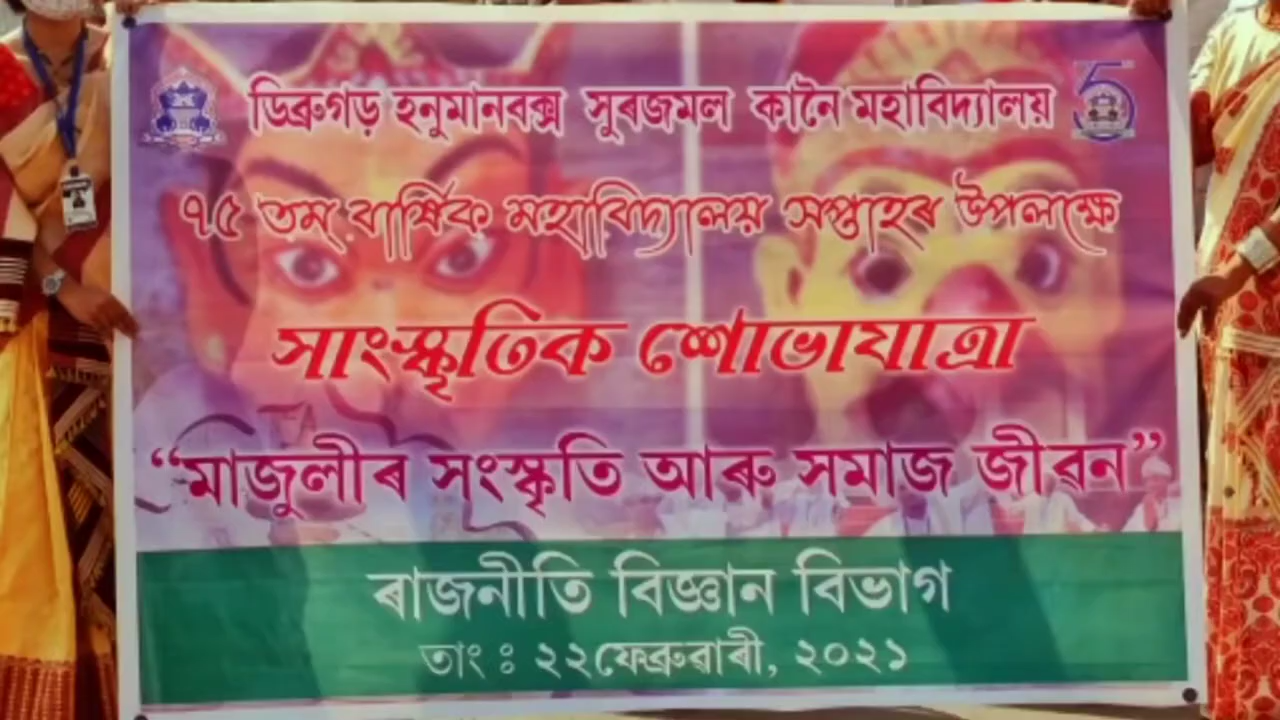 ডিব্ৰুগড় হনুমানবক্স সুৰজমল কানৈ মহাবিদ্যালয়
৭৫ তম বাৰ্ষিক মহাবিদ্যালয় সপ্তাহৰ উপলক্ষে
সাংস্কৃতিক শোভাযাত্ৰা
“মাজুলীৰ সংস্কৃতি আৰু সমাজ জীৱন”
ৰাজনীতি বিজ্ঞান বিভাগ
তাং : ২২ফেব্ৰুৱাৰী, ২০২১